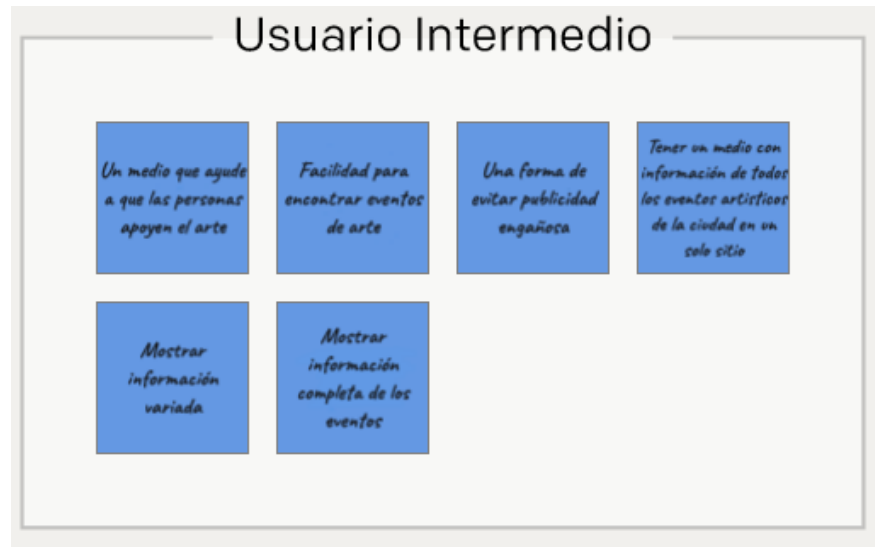 Usuario Intermedio
Un medio que ayude
a que las personas
apoyen el arte
Facilidad para
encontrar eventos
de arte
Una forma de
evitar publicidad
engañosa
Tener un medio con
información de todos
los eventos artisticos
de la ciudad en un
solo sitio
Mostrar
información
variada
Mostrar
información
completa de los
eventos